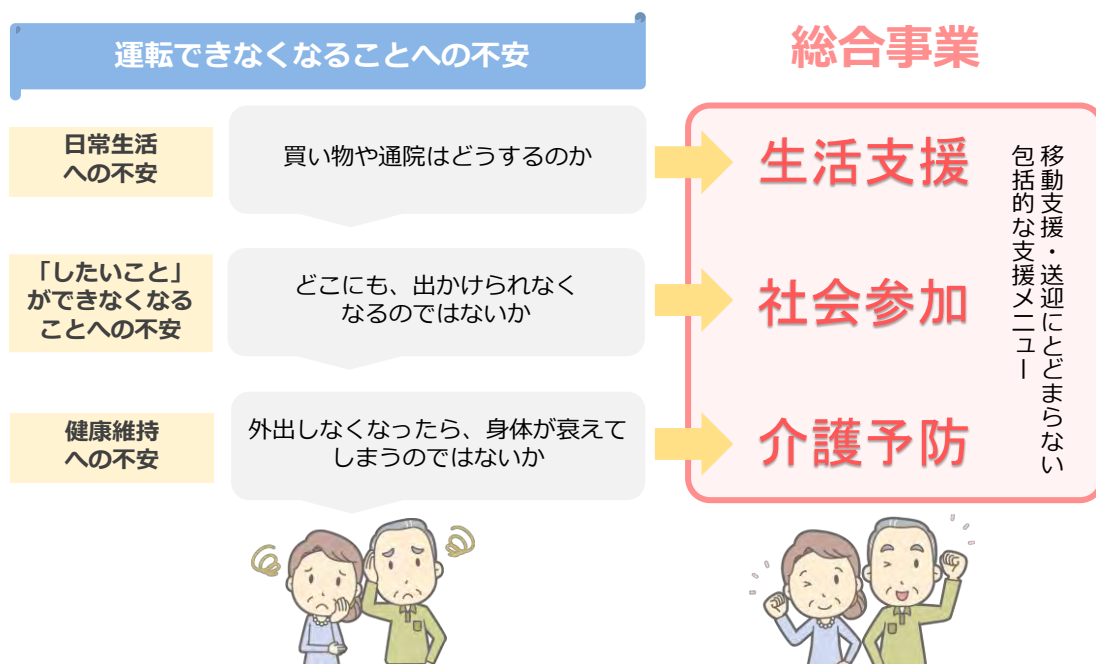 運転できなくなることへの不安
総合事業
日常生活
への不安
買い物や通院はどうするのか
生活支援
「したいこと」
ができなくなる
ことへの不安
どこにも、出かけられなく
なるのではないか
社会参加
健康維持
への不安
外出しなくなったら、身体が衰えて
しまうのではないか
介護予防
移動支援・送迎にとどまらない
包括的な支援メニュー